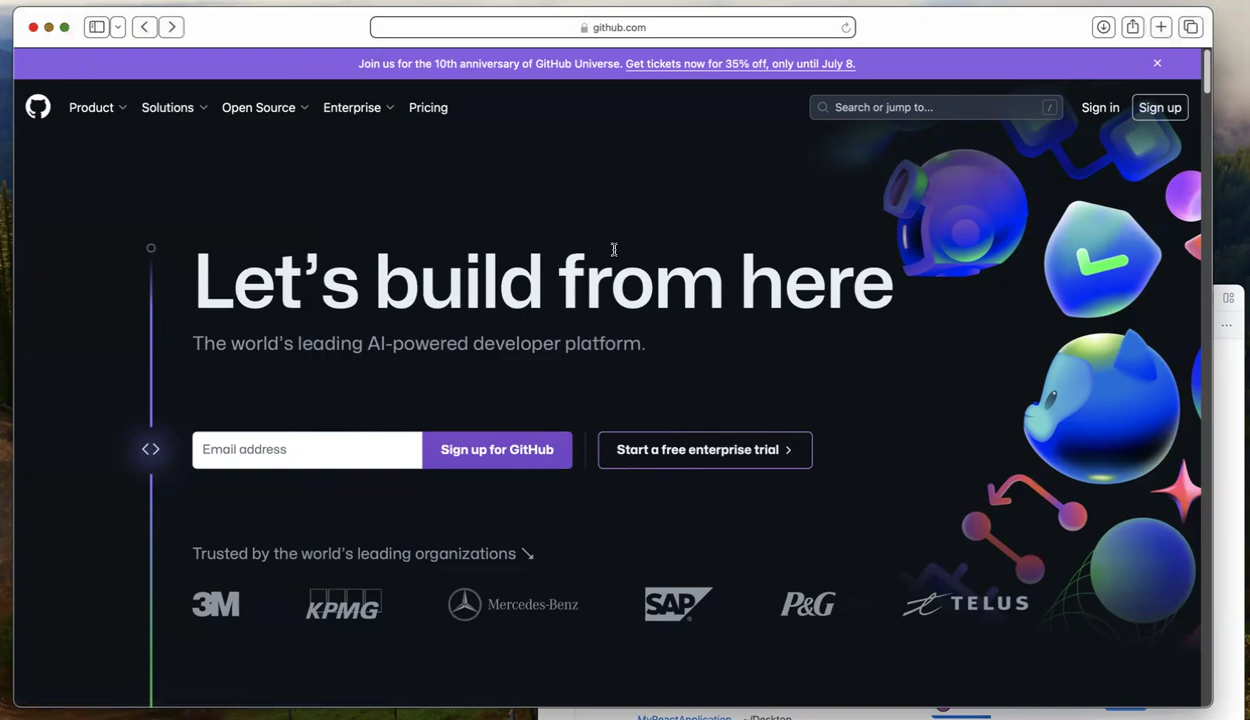 github.com
Join us for the 10th anniversary of GitHub Universe. Get tickets now for 35% off, only until July 8.
Product Solutions Open Source Enterprise Pricing Search or jump to... / Sign in Sign up
Let's build from here
The world's leading AI-powered developer platform.
Email address Sign up for GitHub Start a free enterprise trial
Trusted by the world's leading organizations
3M KPMG Mercedes-Benz SAP P&G TELUS
MyReactApplication ~/Desktop